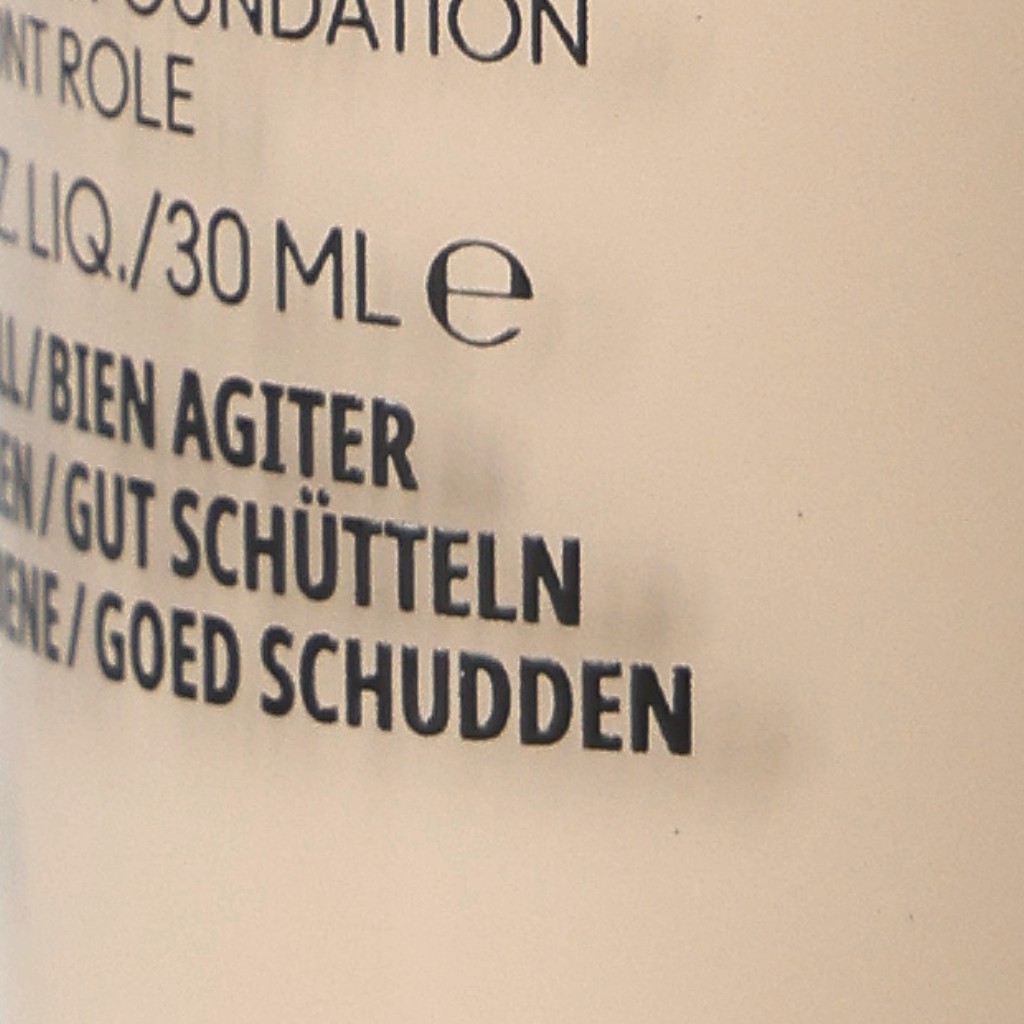 FOUNDATION
ROLE
LIQ./30 ML e
/BIEN AGITER
/GUT SCHÜTTELN
/GOED SCHUDDEN